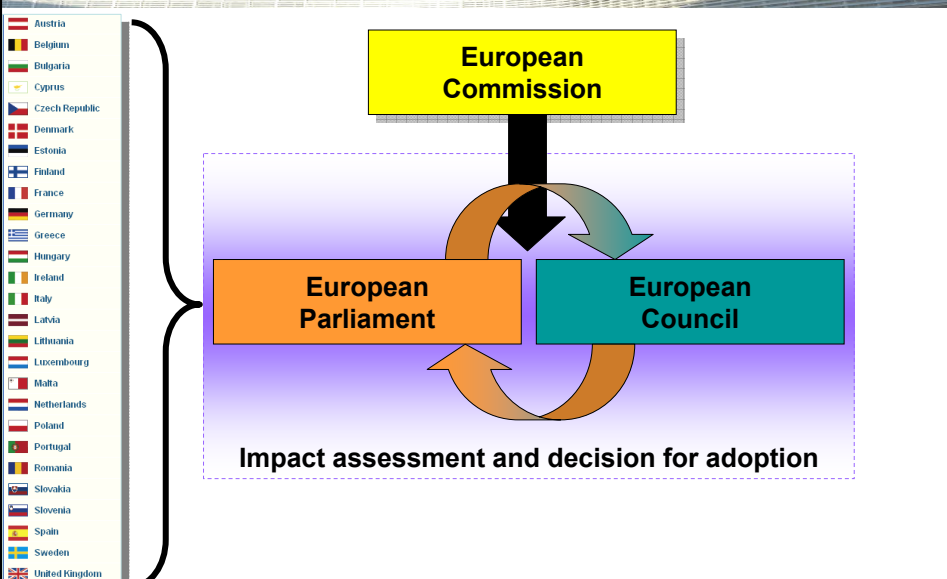 Austria
Belgium
Bulgaria
Cyprus
Czech Republic
Denmark
Estonia
Finland
France
Germany
Greece
Hungary
Ireland
Italy
Latvia
Lithuania
Luxembourg
Malta
Netherlands
Poland
Portugal
Romania
Slovakia
Slovenia
Spain
Sweden
United Kingdom
European
Commission
European
Parliament
European
Council
Impact assessment and decision for adoption